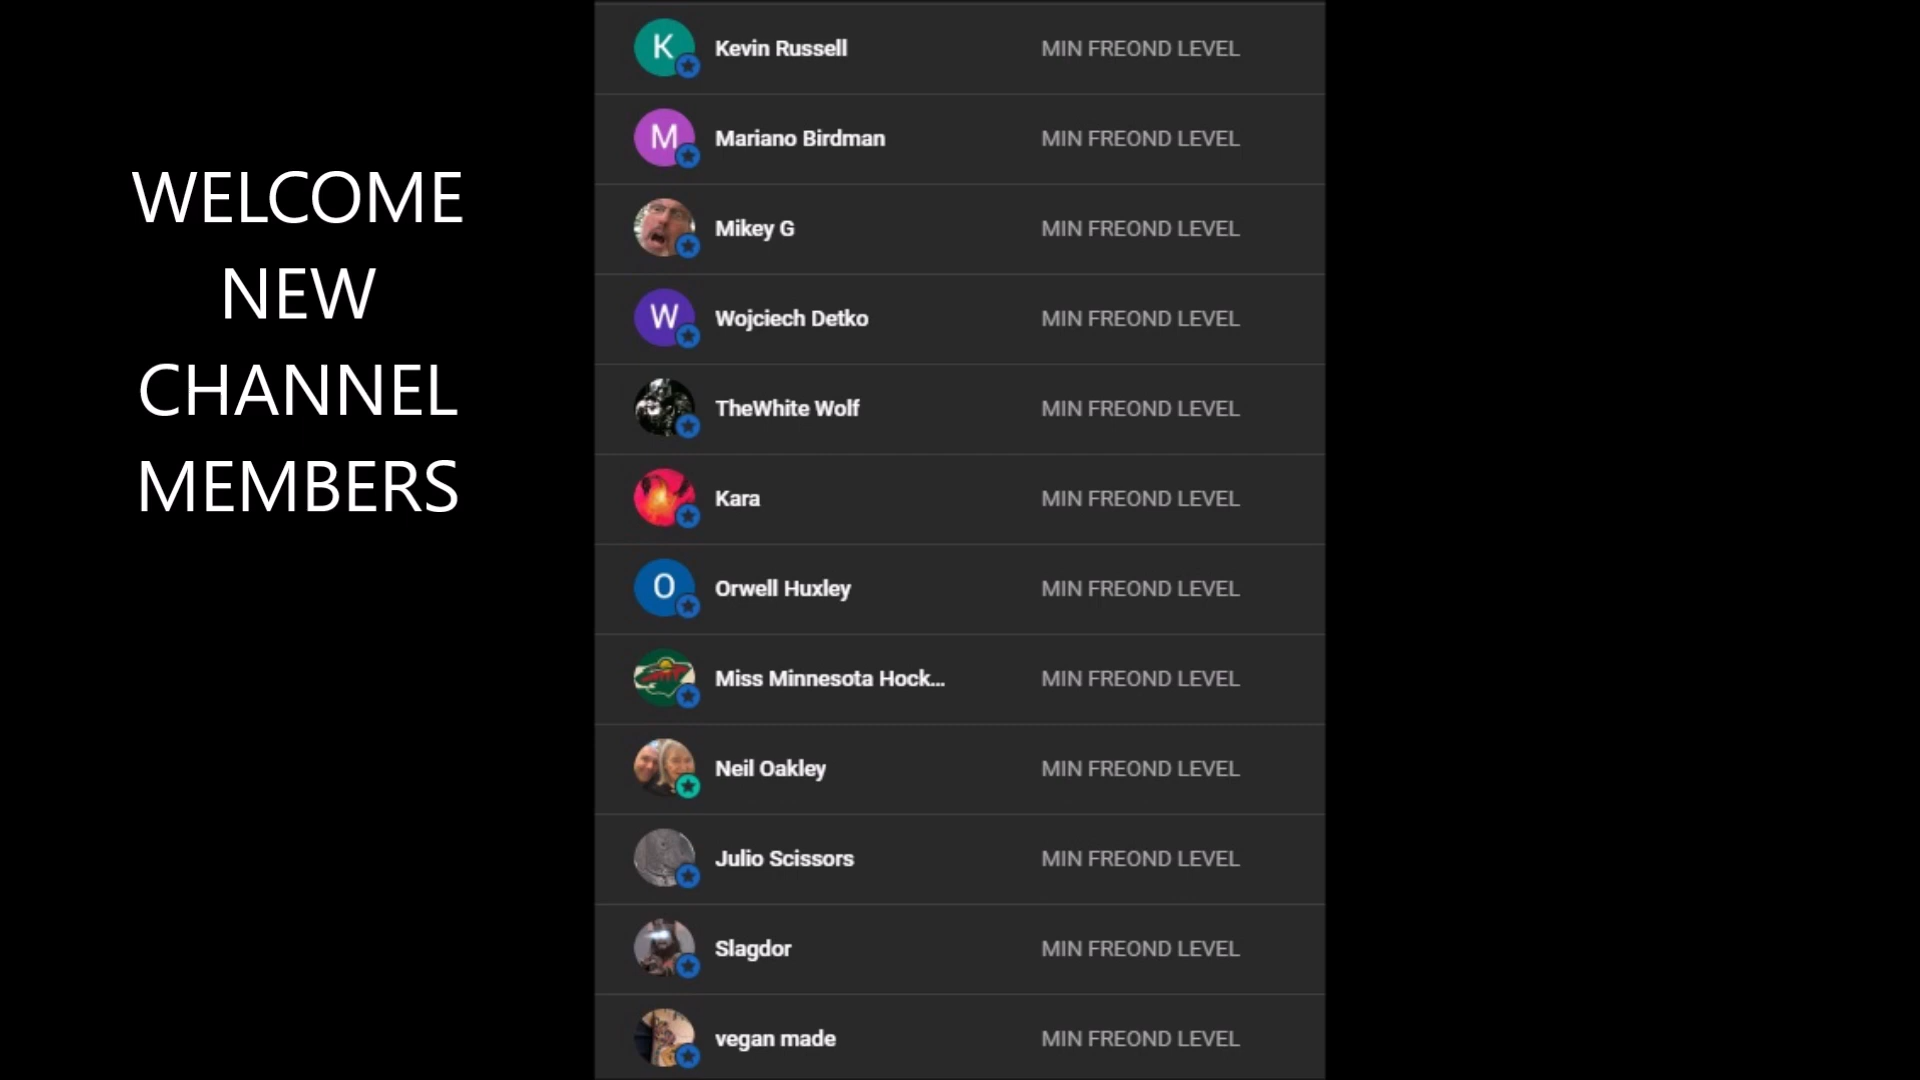 WELCOME
NEW
CHANNEL
MEMBERS
K Kevin Russell MIN FREOND LEVEL
M Mariano Birdman MIN FREOND LEVEL
Mikey G MIN FREOND LEVEL
W Wojciech Detko MIN FREOND LEVEL
TheWhite Wolf MIN FREOND LEVEL
Kara MIN FREOND LEVEL
O Orwell Huxley MIN FREOND LEVEL
Miss Minnesota Hock... MIN FREOND LEVEL
Neil Oakley MIN FREOND LEVEL
Julio Scissors MIN FREOND LEVEL
Slagdor MIN FREOND LEVEL
vegan made MIN FREOND LEVEL